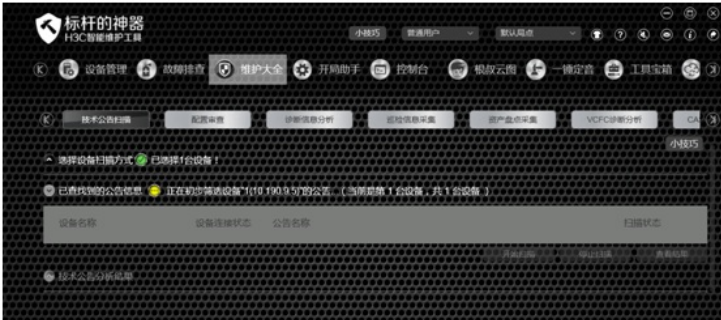 标杆的神器
H3C智能维护工具
小技巧 普通用户 默认局点
设备管理 故障排查 维护大全 开局助手 控制台 根叔云图 一锤定音 工具宝箱
技术公告扫描 配置审查 诊断信息分析 巡检信息采集 资产盘点采集 VCFC诊断分析 CA
小技巧
选择设备扫描方式 已选择1台设备！
已查找到的公告信息 正在初步筛选设备"1(10.190.9.5)"的公告...（当前是第 1 台设备，共 1 台设备 ）
设备名称 设备连接状态 公告名称 扫描状态
开始扫描 停止扫描 查看结果
技术公告分析结果